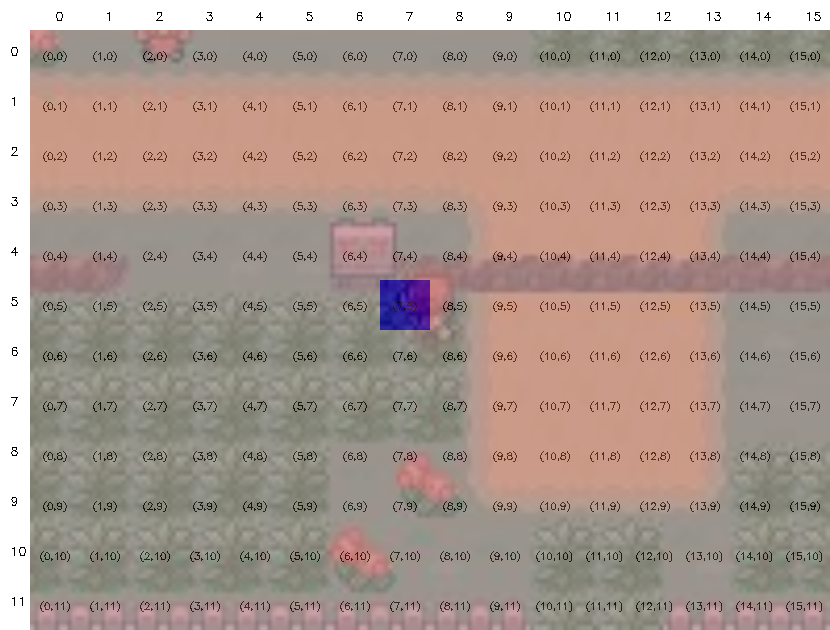 0 1 2 3 4 5 6 7 8 9 10 11 12 13 14 15
0 (0,0) (1,0) (2,0) (3,0) (4,0) (5,0) (6,0) (7,0) (8,0) (9,0) (10,0) (11,0) (12,0) (13,0) (14,0) (15,0)
1 (0,1) (1,1) (2,1) (3,1) (4,1) (5,1) (6,1) (7,1) (8,1) (9,1) (10,1) (11,1) (12,1) (13,1) (14,1) (15,1)
2 (0,2) (1,2) (2,2) (3,2) (4,2) (5,2) (6,2) (7,2) (8,2) (9,2) (10,2) (11,2) (12,2) (13,2) (14,2) (15,2)
3 (0,3) (1,3) (2,3) (3,3) (4,3) (5,3) (6,3) (7,3) (8,3) (9,3) (10,3) (11,3) (12,3) (13,3) (14,3) (15,3)
4 (0,4) (1,4) (2,4) (3,4) (4,4) (5,4) (6,4) (7,4) (8,4) (9,4) (10,4) (11,4) (12,4) (13,4) (14,4) (15,4)
5 (0,5) (1,5) (2,5) (3,5) (4,5) (5,5) (6,5) (7,5) (8,5) (9,5) (10,5) (11,5) (12,5) (13,5) (14,5) (15,5)
6 (0,6) (1,6) (2,6) (3,6) (4,6) (5,6) (6,6) (7,6) (8,6) (9,6) (10,6) (11,6) (12,6) (13,6) (14,6) (15,6)
7 (0,7) (1,7) (2,7) (3,7) (4,7) (5,7) (6,7) (7,7) (8,7) (9,7) (10,7) (11,7) (12,7) (13,7) (14,7) (15,7)
8 (0,8) (1,8) (2,8) (3,8) (4,8) (5,8) (6,8) (7,8) (8,8) (9,8) (10,8) (11,8) (12,8) (13,8) (14,8) (15,8)
9 (0,9) (1,9) (2,9) (3,9) (4,9) (5,9) (6,9) (7,9) (8,9) (9,9) (10,9) (11,9) (12,9) (13,9) (14,9) (15,9)
10 (0,10) (1,10) (2,10) (3,10) (4,10) (5,10) (6,10) (7,10) (8,10) (9,10) (10,10) (11,10) (12,10) (13,10) (14,10) (15,10)
11 (0,11) (1,11) (2,11) (3,11) (4,11) (5,11) (6,11) (7,11) (8,11) (9,11) (10,11) (11,11) (12,11) (13,11) (14,11) (15,11)